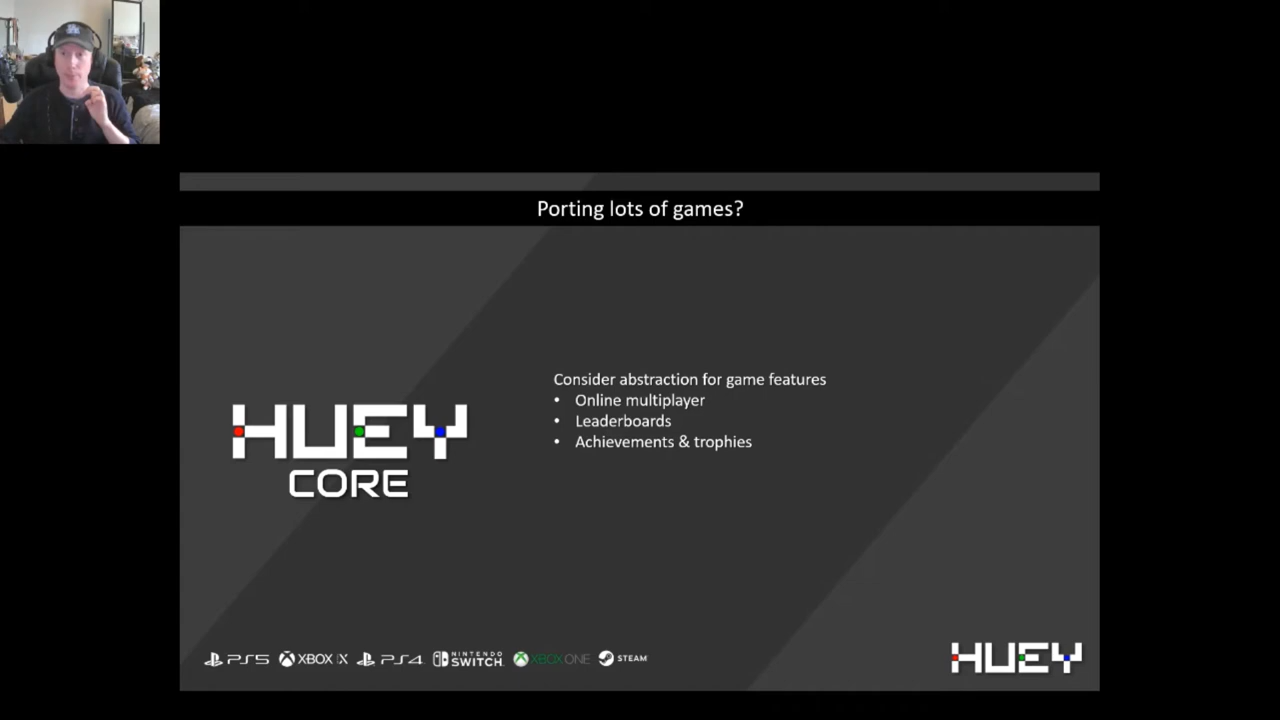 Porting lots of games?
Consider abstraction for game features
• Online multiplayer
• Leaderboards
• Achievements & trophies
HUEY
CORE
PS5 XBOX X PS4 NINTENDO SWITCH XBOX ONE STEAM
HUEY